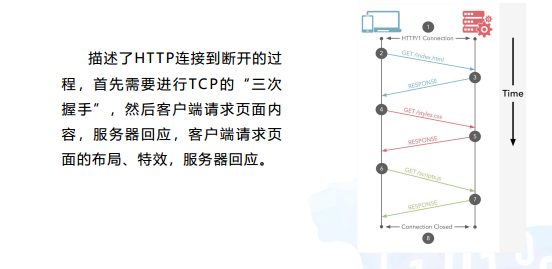 描述了HTTP连接到断开的过
程，首先需要进行TCP的“三次
握手”，然后客户端请求页面内
容，服务器回应，客户端请求页
面的布局、特效，服务器回应。
1
HTTP/1 Connection
2
GET /index.html
3
RESPONSE
Time
4
GET /styles.css
5
RESPONSE
6
GET /scripts.js
7
RESPONSE
Connection Closed
8